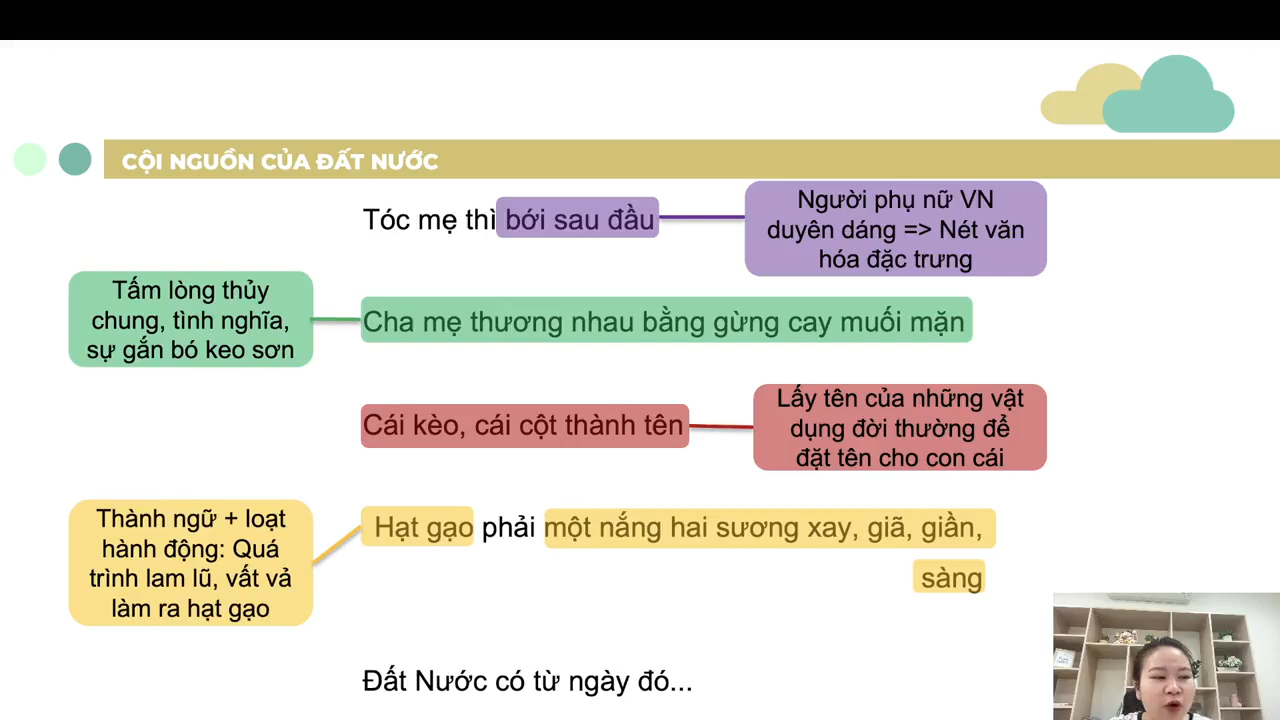 CỘI NGUỒN CỦA ĐẤT NƯỚC
Tóc mẹ thì bới sau đầu
Người phụ nữ VN
duyên dáng => Nét văn
hóa đặc trưng
Tấm lòng thủy
chung, tình nghĩa,
sự gắn bó keo sơn
Cha mẹ thương nhau bằng gừng cay muối mặn
Cái kèo, cái cột thành tên
Lấy tên của những vật
dụng đời thường để
đặt tên cho con cái
Thành ngữ + loạt
hành động: Quá
trình lam lũ, vất vả
làm ra hạt gạo
Hạt gạo phải một nắng hai sương xay, giã, giần,
sàng
Đất Nước có từ ngày đó...